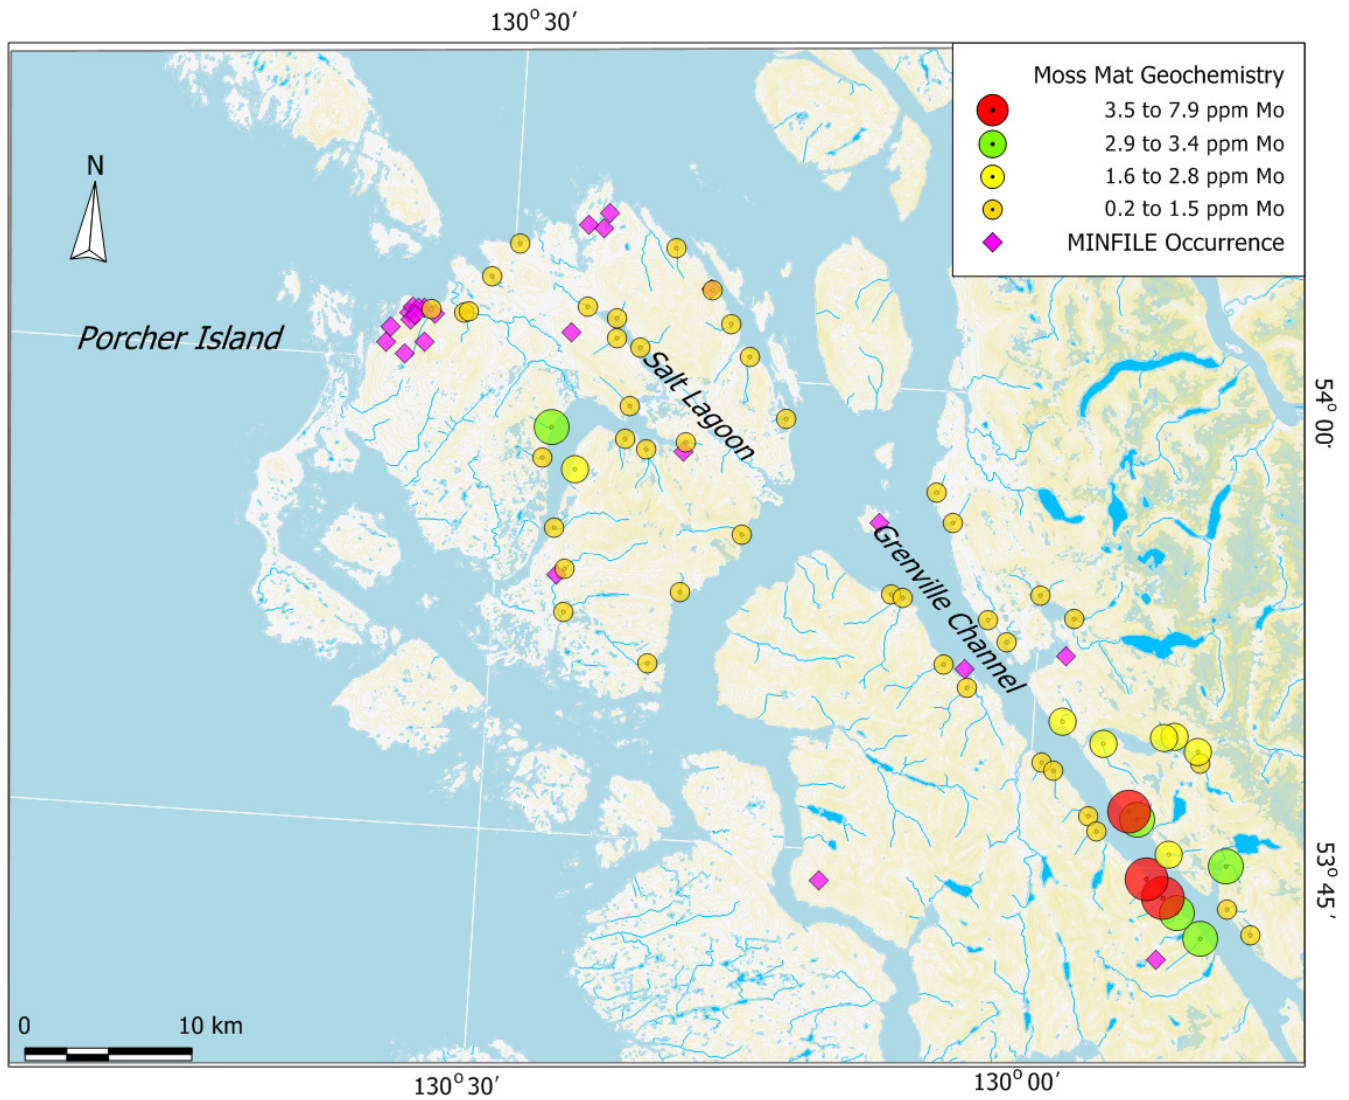 130° 30'
Moss Mat Geochemistry
3.5 to 7.9 ppm Mo
2.9 to 3.4 ppm Mo
1.6 to 2.8 ppm Mo
0.2 to 1.5 ppm Mo
MINFILE Occurrence
N
Porcher Island
Salt Lagoon
54° 00'
Grenville Channel
53° 45'
0 10 km
130° 30'
130° 00'